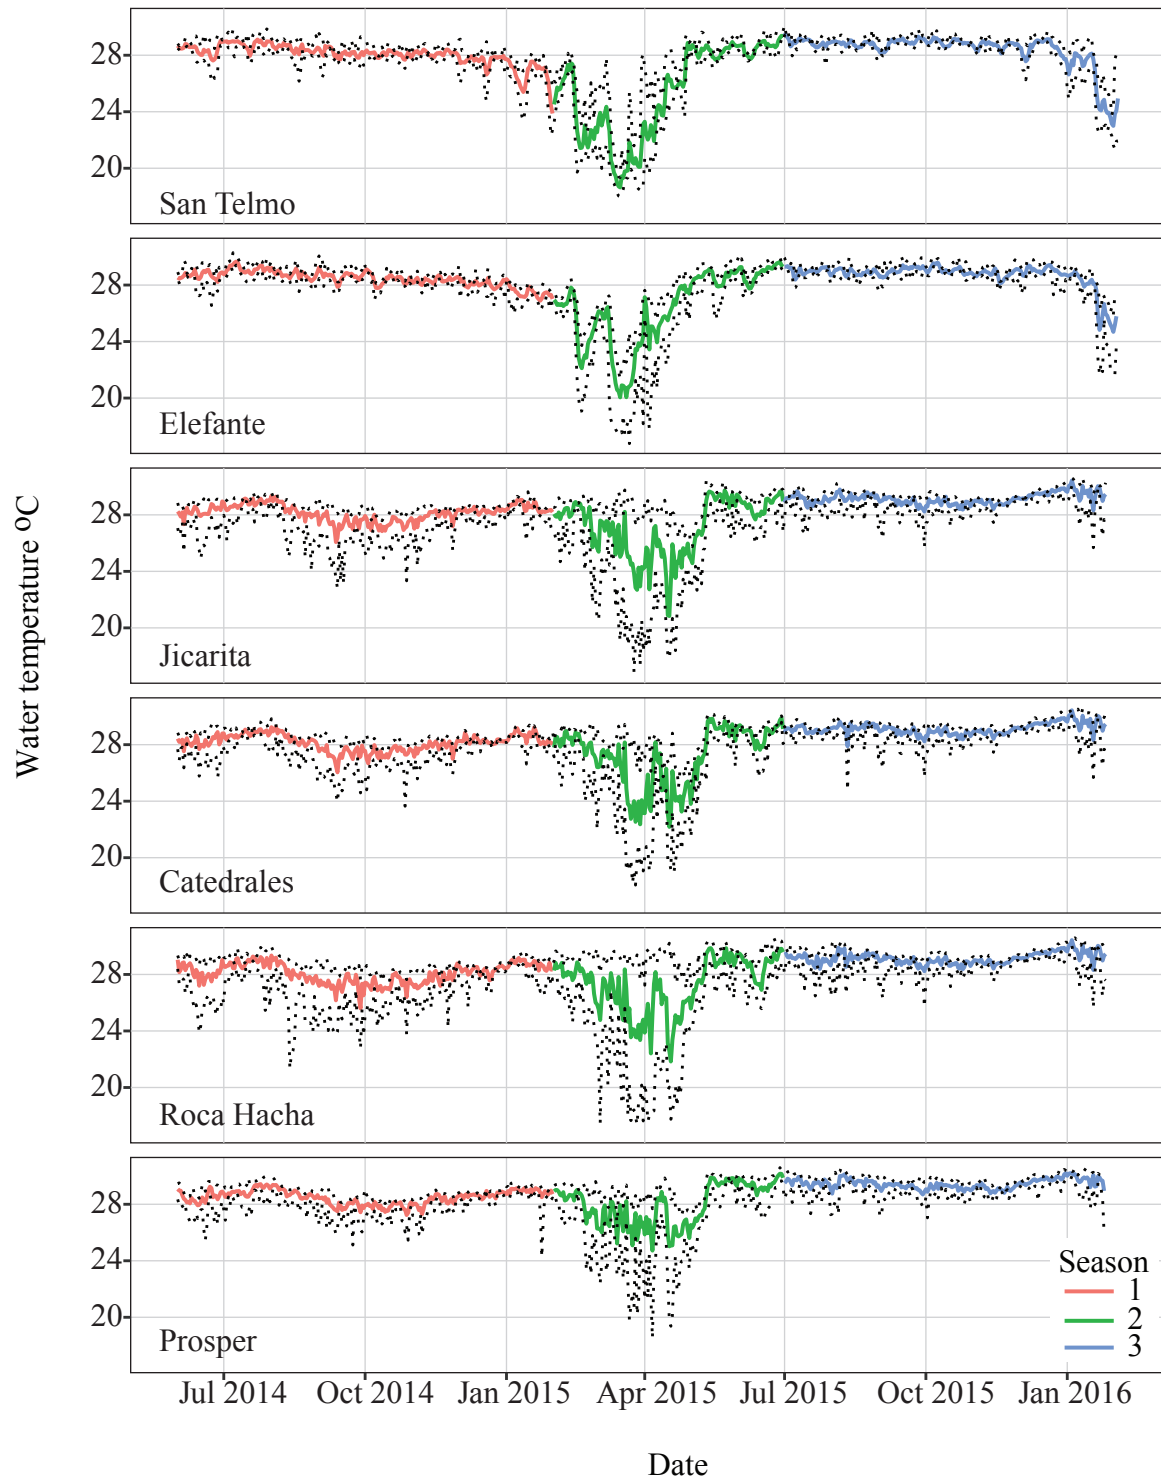 28
24
20
San Telmo
28
24
20
Elefante
28
24
20
Jicarita
28
24
20
Catedrales
28
24
20
Roca Hacha
28
24
20
Prosper
Season
1
2
3
Water temperature ºC
Jul 2014 Oct 2014 Jan 2015 Apr 2015 Jul 2015 Oct 2015 Jan 2016
Date